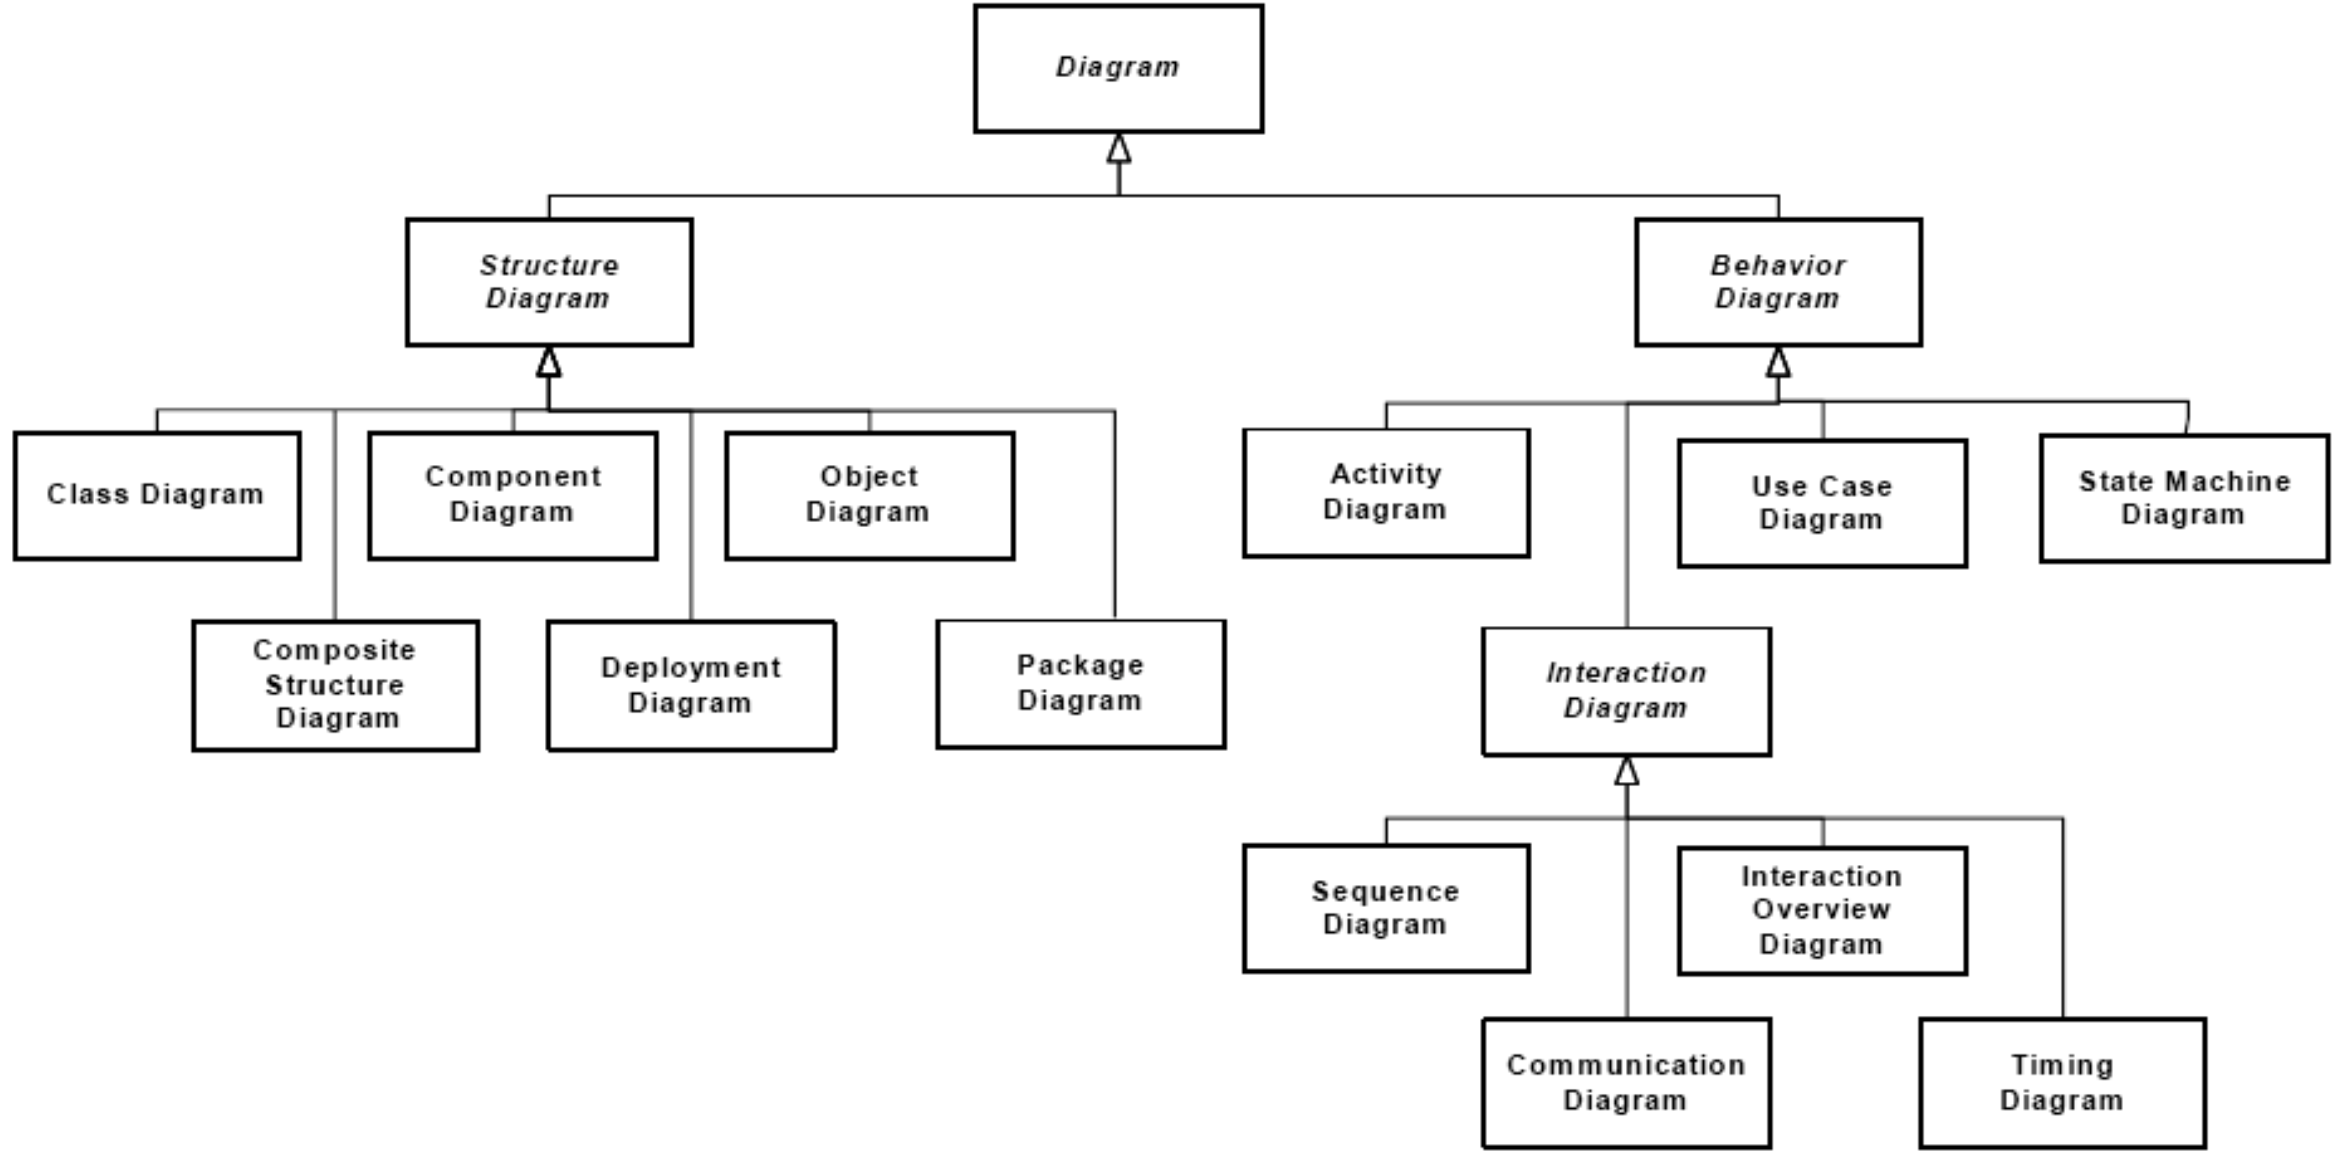 Diagram
Structure
Diagram
Behavior
Diagram
Class Diagram
Component
Diagram
Object
Diagram
Activity
Diagram
Use Case
Diagram
State Machine
Diagram
Composite
Structure
Diagram
Deployment
Diagram
Package
Diagram
Interaction
Diagram
Sequence
Diagram
Interaction
Overview
Diagram
Communication
Diagram
Timing
Diagram